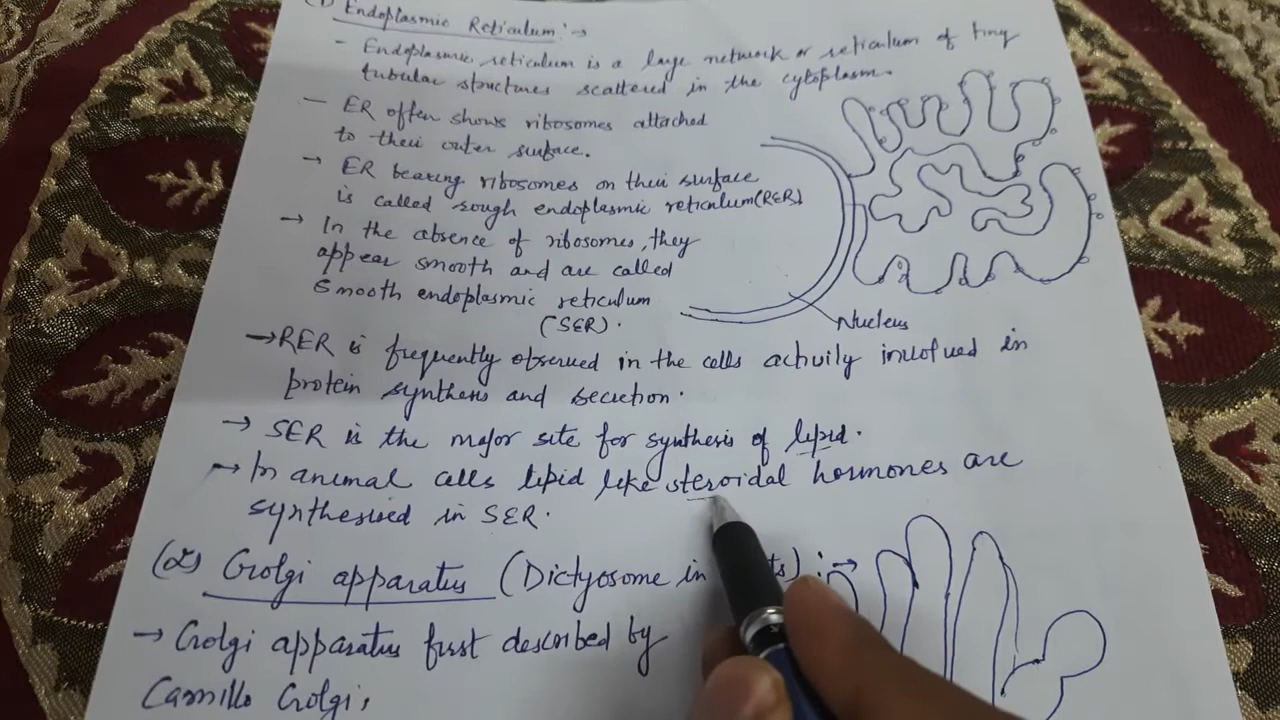 (1) Endoplasmic Reticulum :→
- Endoplasmic reticulum is a large network or reticulum of tiny
tubular structures scattered in the cytoplasm.
- ER often shows ribosomes attached
to their outer surface.
→ ER bearing ribosomes on their surface
is called rough endoplasmic reticulum (RER)
→ In the absence of ribosomes, they
appear smooth and are called
smooth endoplasmic reticulum
(SER).
Nucleus
→ RER is frequently observed in the cells activily involved in
protein synthesis and secretion.
→ SER is the major site for synthesis of lipid.
→ In animal cells lipid like steroidal hormones are
synthesised in SER.
(2) Golgi apparatus (Dictyosome in ts) :→
→ Golgi apparatus first described by
Camillo Golgi,